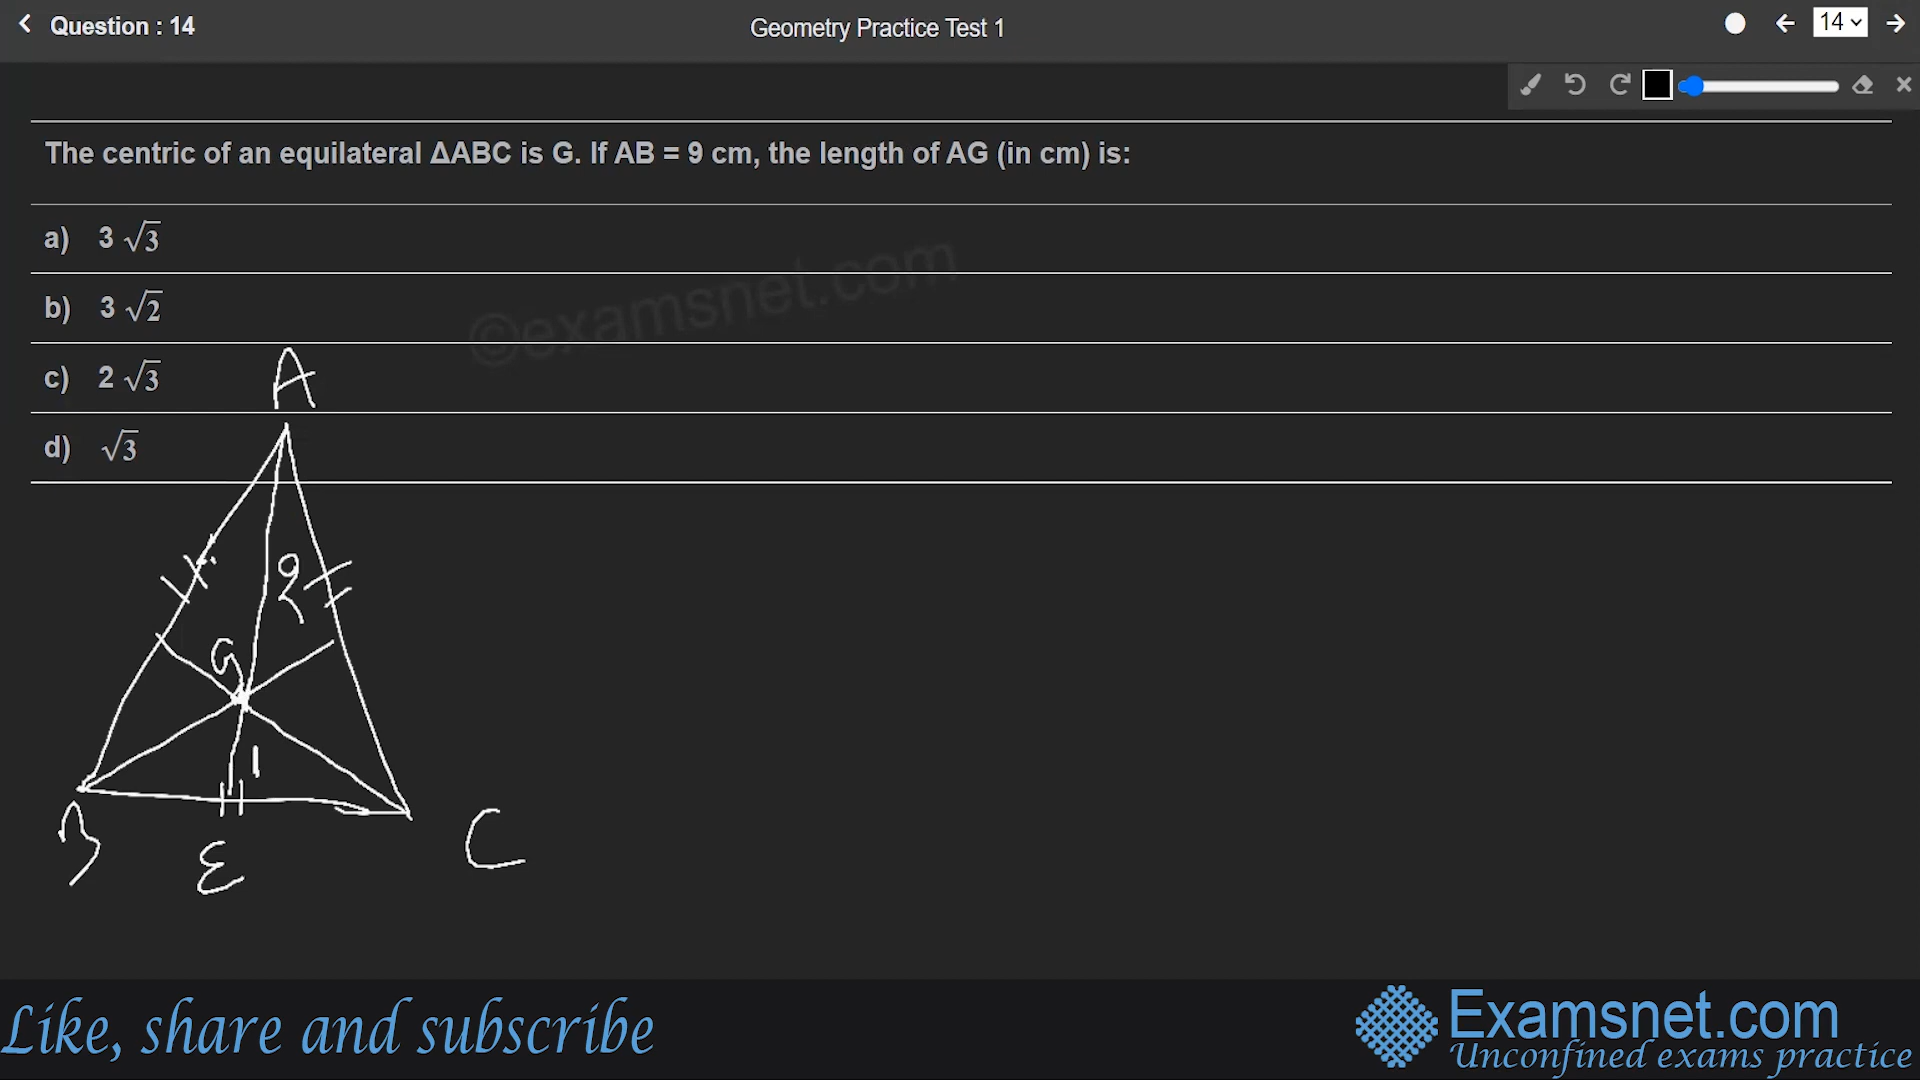 Question : 14
Geometry Practice Test 1
14
The centric of an equilateral ΔABC is G. If AB = 9 cm, the length of AG (in cm) is:
a) 3 √3
b) 3 √2
©examsnet.com
c) 2 √3
d) √3
A
2
G
1
B
E
C
Like, share and subscribe
Examsnet.com
Unconfined exams practice